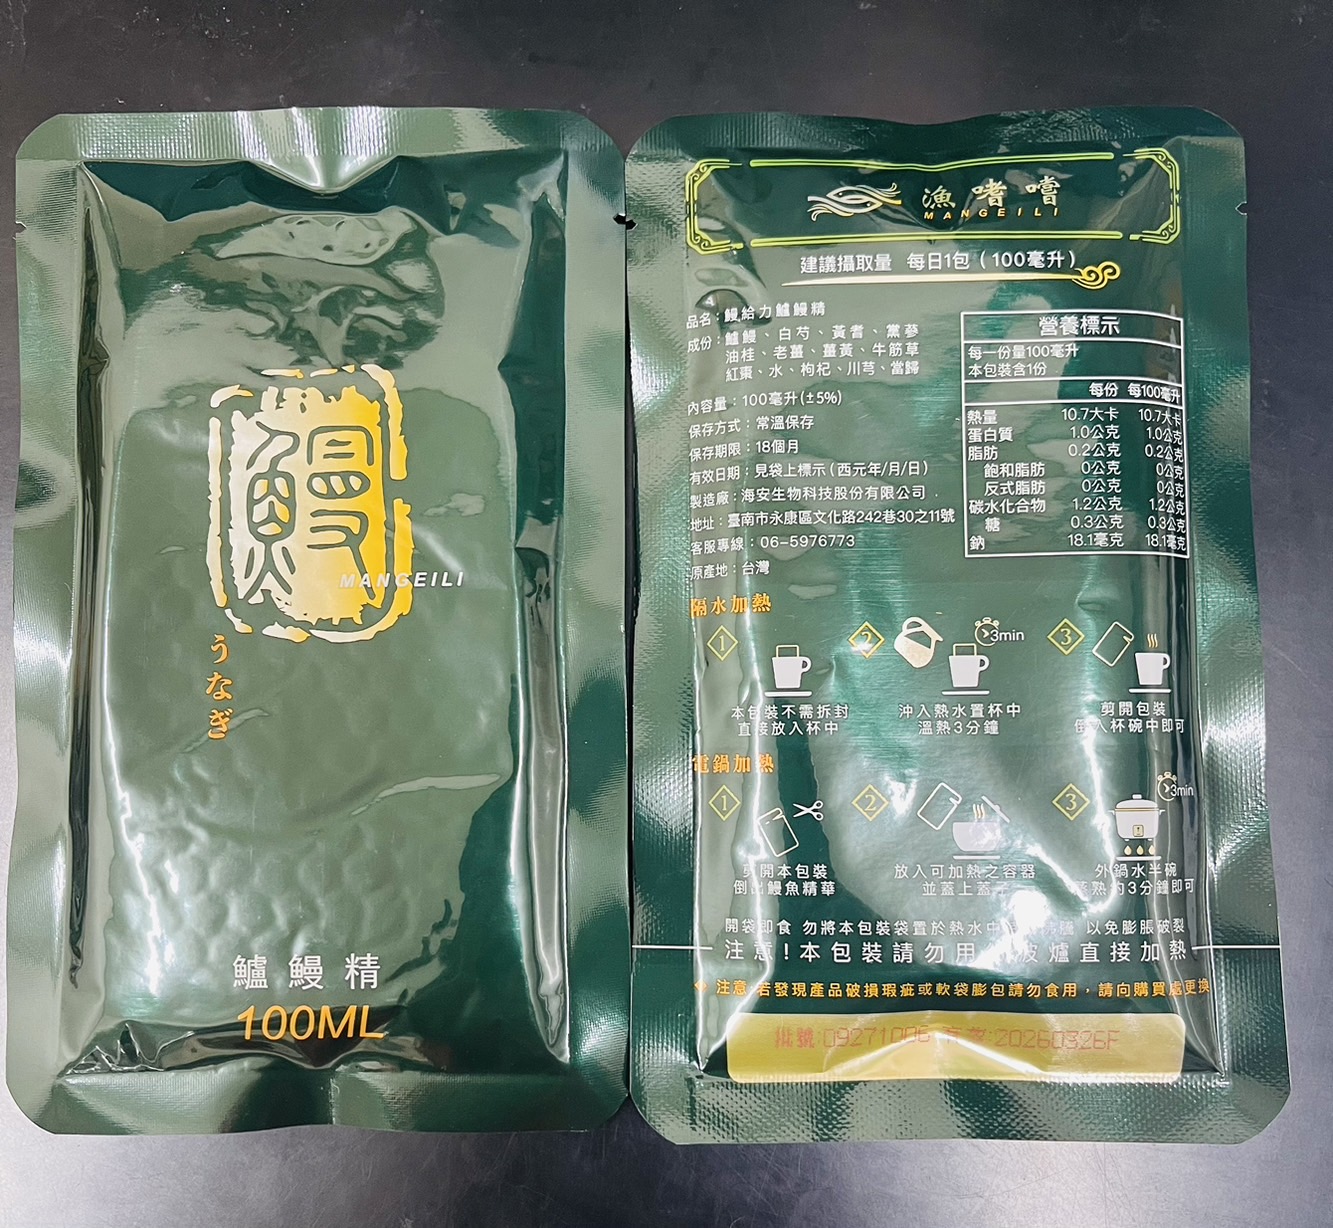 鰻
MANGEILI
うなぎ
鱸鰻精
100ML
漁嗜嚐
MANGEILI
建議攝取量 每日1包(100毫升)
品名:鰻給力鱸鰻精
成份:鱸鰻、白芍、黃耆、黨蔘
油桂、老薑、薑黃、牛筋草
紅棗、水、枸杞、川芎、當歸
內容量:100毫升(±5%)
保存方式:常溫保存
保存期限:18個月
有效日期:見袋上標示(西元年/月/日)
製造廠:海安生物科技股份有限公司
地址:臺南市永康區文化路242巷30之11號
客服專線:06-5976773
原產地:台灣
營養標示
每一份量100毫升
本包裝含1份
每份 每100毫升
熱量 10.7大卡 10.7大卡
蛋白質 1.0公克 1.0公克
脂肪 0.2公克 0.2公克
飽和脂肪 0公克 0公克
反式脂肪 0公克 0公克
碳水化合物 1.2公克 1.2公克
糖 0.3公克 0.3公克
鈉 18.1毫克 18.1毫克
隔水加熱
1 2 3min 3
本包裝不需拆封
直接放入杯中
沖入熱水置杯中
溫熱3分鐘
剪開包裝
倒入杯碗中即可
電鍋加熱
1 2 3 3min
剪開本包裝
倒出鰻魚精華
放入可加熱之容器
並蓋上蓋子
外鍋水半碗
蒸熱約3分鐘即可
開袋即食 勿將本包裝袋置於熱水中 以免膨脹破裂
注意!本包裝請勿用 波爐直接加熱
注意:若發現產品破損瑕疵或軟袋膨包請勿食用,請向購買處更換
批號:09271006 有效:20260326F